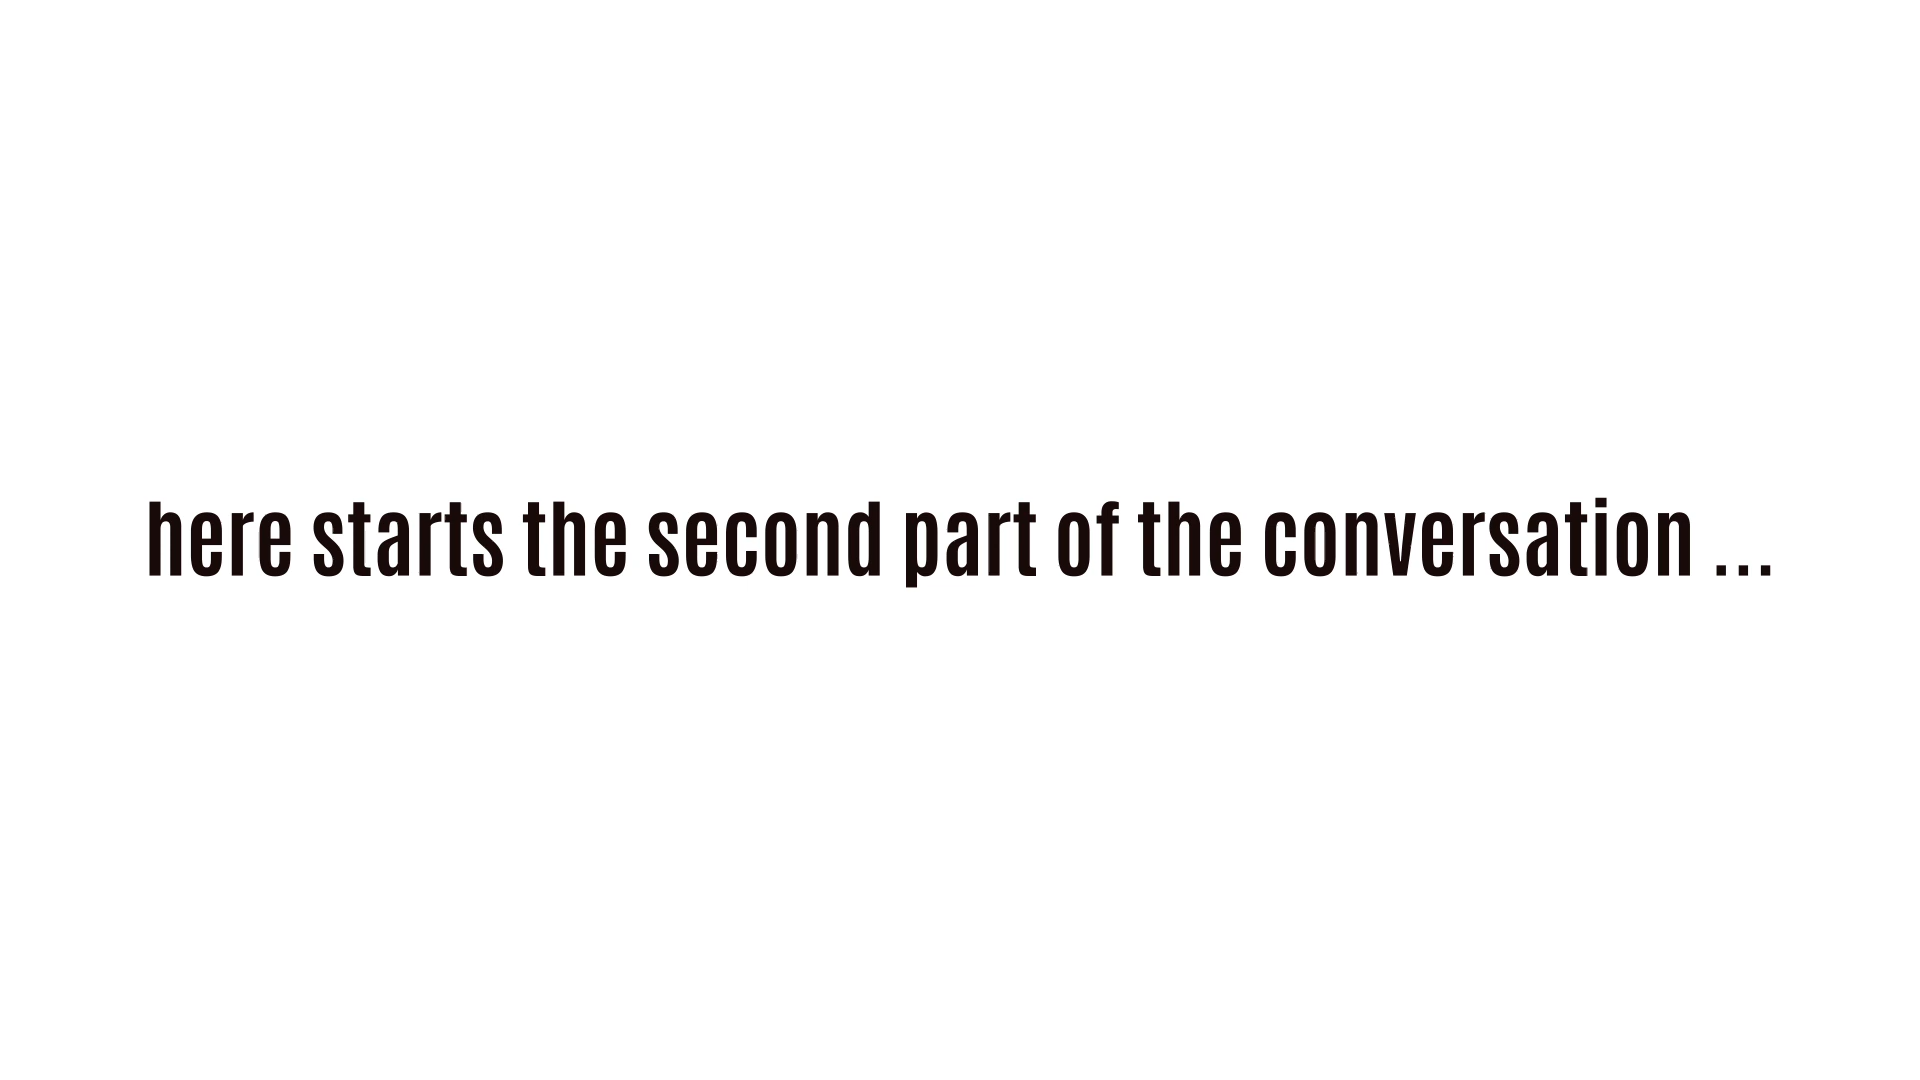 here starts the second part of the conversation ...